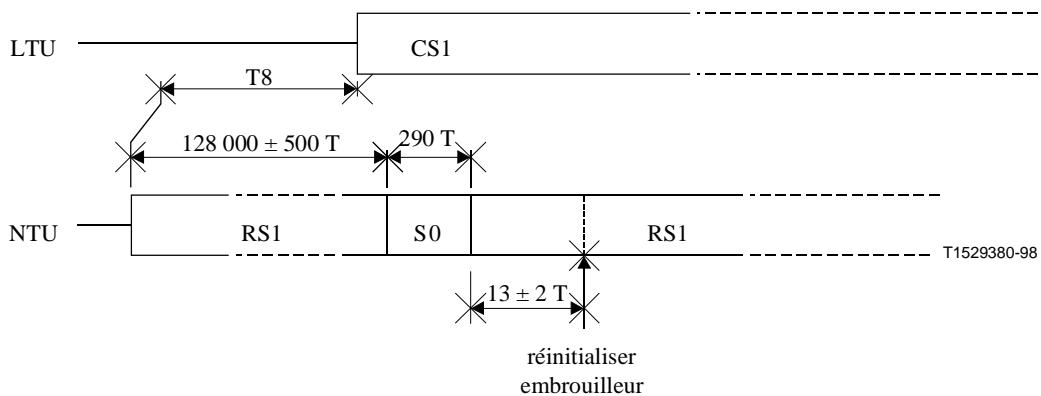 LTU
CS1
T8
128 000 ± 500 T
290 T
NTU
RS1
S0
RS1
T1529380-98
13 ± 2 T
réinitialiser
embrouilleur